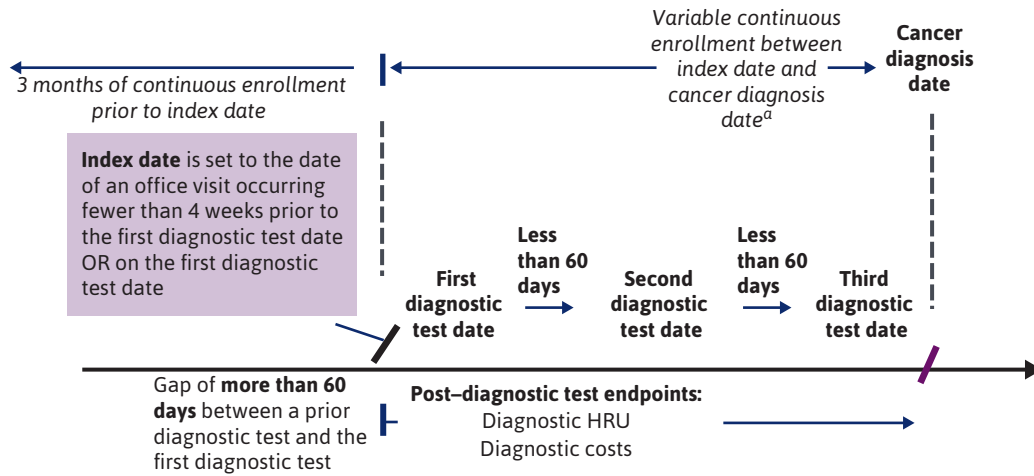 3 months of continuous enrollment
prior to index date
Variable continuous
enrollment between
index date and
cancer diagnosis
dateᵃ
Cancer
diagnosis
date
Index date is set to the date
of an office visit occurring
fewer than 4 weeks prior to
the first diagnostic test date
OR on the first diagnostic
test date
First
diagnostic
test date
Less
than 60
days
Second
diagnostic
test date
Less
than 60
days
Third
diagnostic
test date
Gap of more than 60
days between a prior
diagnostic test and the
first diagnostic test
Post–diagnostic test endpoints:
Diagnostic HRU
Diagnostic costs